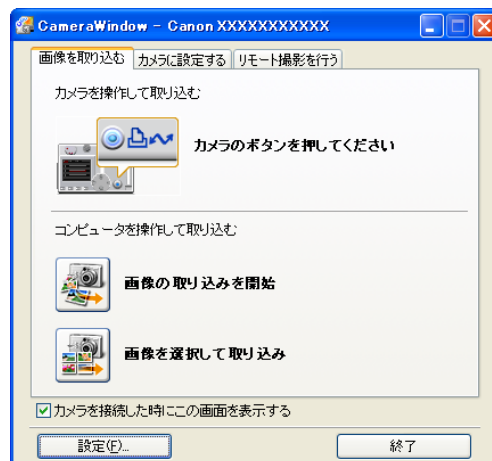 CameraWindow - Canon XXXXXXXXXXX
画像を取り込む カメラに設定する リモート撮影を行う
カメラを操作して取り込む
カメラのボタンを押してください
コンピュータを操作して取り込む
画像の取り込みを開始
画像を選択して取り込み
カメラを接続した時にこの画面を表示する
設定(F)... 終了